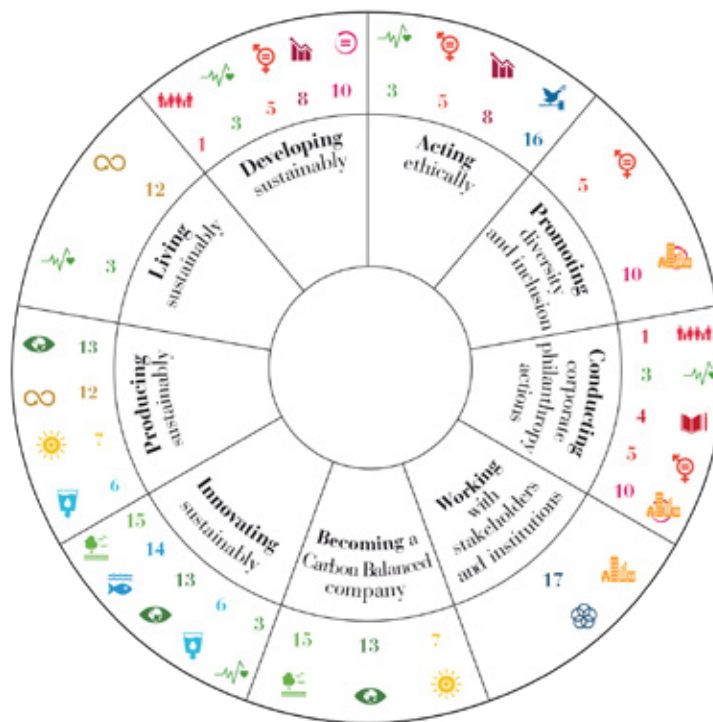 3
5
8
16
Acting
ethically
5
10
Promoting
diversity
and inclusion
1
3
4
5
10
Conducting
corporate
philanthropy
actions
17
Working
with
stakeholders
and institutions
7
13
15
Becoming a
Carbon Balanced
company
3
6
13
14
15
Innovating
sustainably
6
7
12
13
Producing
sustainably
3
12
Living
sustainably
1
3
5
8
10
Developing
sustainably